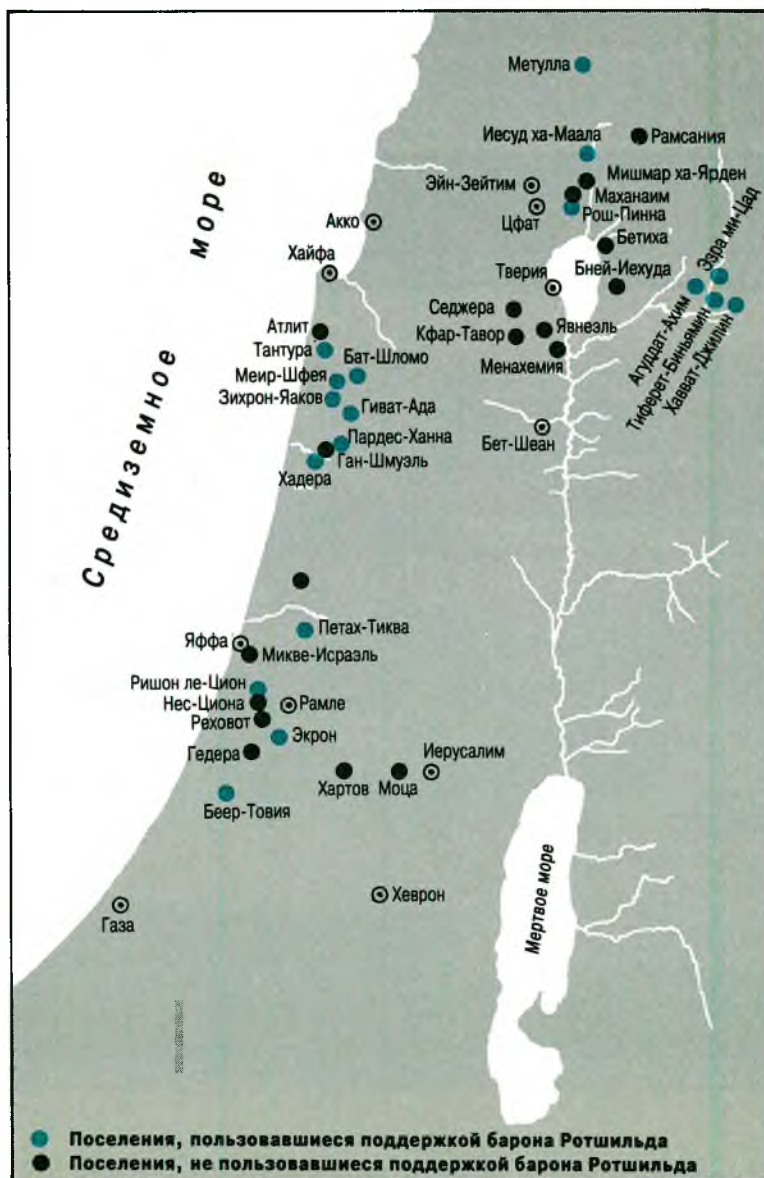 Метулла
Иесуд ха-Маала
Рамсания
Эйн-Зейтим
Мишмар ха-Ярден
Маханаим
Цфат
Рош-Пинна
Акко
Бетиха
Эзра ми-Цад
Хайфа
Тверия
Бней-Иехуда
Агуддат-Ахим
Тиферет-Биньямин
Хавват-Джилин
Седжера
Атлит
Явнеэль
Кфар-Тавор
Тантура
Бат-Шломо
Менахемия
Меир-Шфея
Зихрон-Яаков
Гиват-Ада
Пардес-Ханна
Бет-Шеан
Ган-Шмуэль
Хадера
Средиземное море
Петах-Тиква
Яффа
Микве-Исраэль
Ришон ле-Цион
Нес-Циона
Рамле
Реховот
Экрон
Гедера
Иерусалим
Хартов
Моца
Беер-Товия
Хеврон
Газа
Мертвое море
Поселения, пользовавшиеся поддержкой барона Ротшильда
Поселения, не пользовавшиеся поддержкой барона Ротшильда